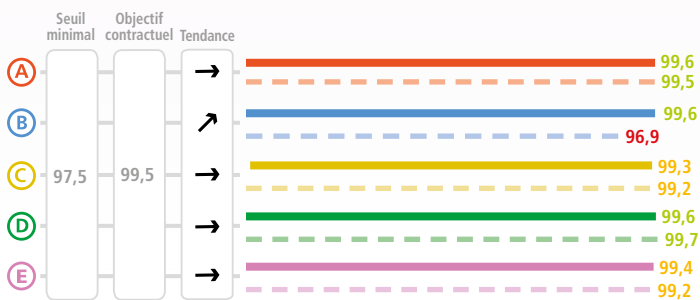 Seuil
minimal
Objectif
contractuel
Tendance
A
99,6
99,5
B
99,6
96,9
C
97,5
99,5
99,3
99,2
D
99,6
99,7
E
99,4
99,2